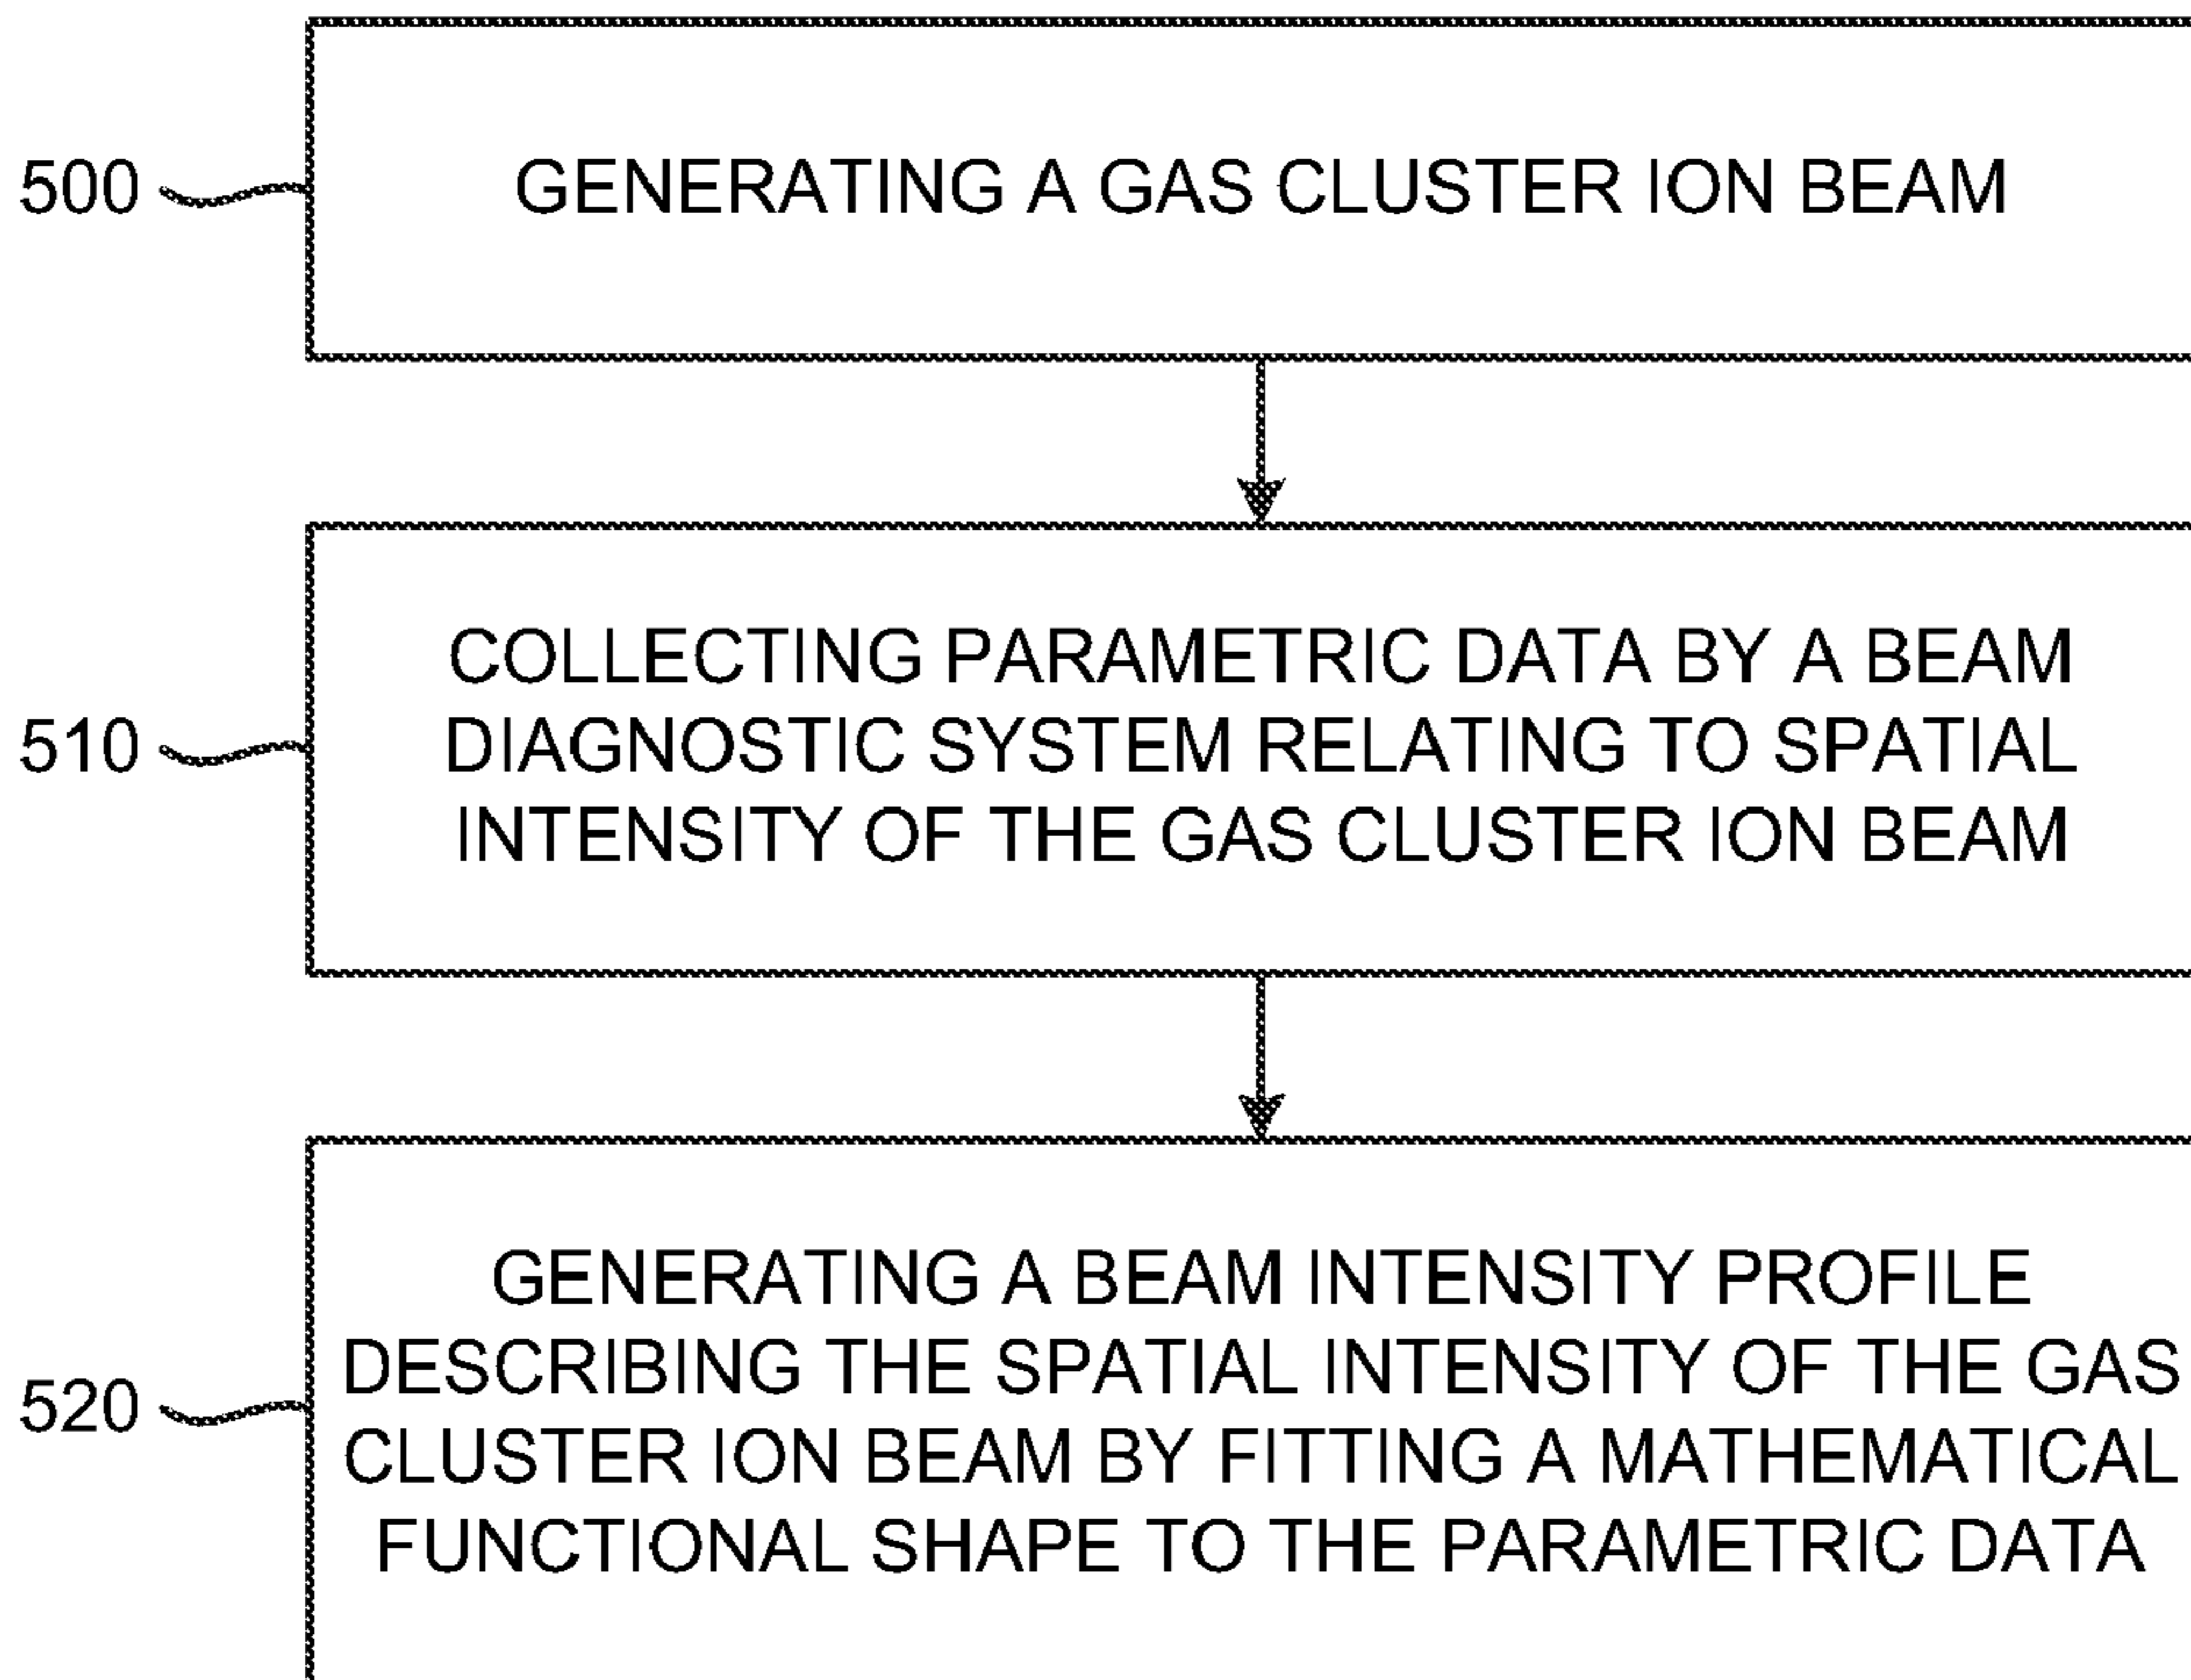 500
GENERATING A GAS CLUSTER ION BEAM
510
COLLECTING PARAMETRIC DATA BY A BEAM
DIAGNOSTIC SYSTEM RELATING TO SPATIAL
INTENSITY OF THE GAS CLUSTER ION BEAM
520
GENERATING A BEAM INTENSITY PROFILE
DESCRIBING THE SPATIAL INTENSITY OF THE GAS
CLUSTER ION BEAM BY FITTING A MATHEMATICAL
FUNCTIONAL SHAPE TO THE PARAMETRIC DATA